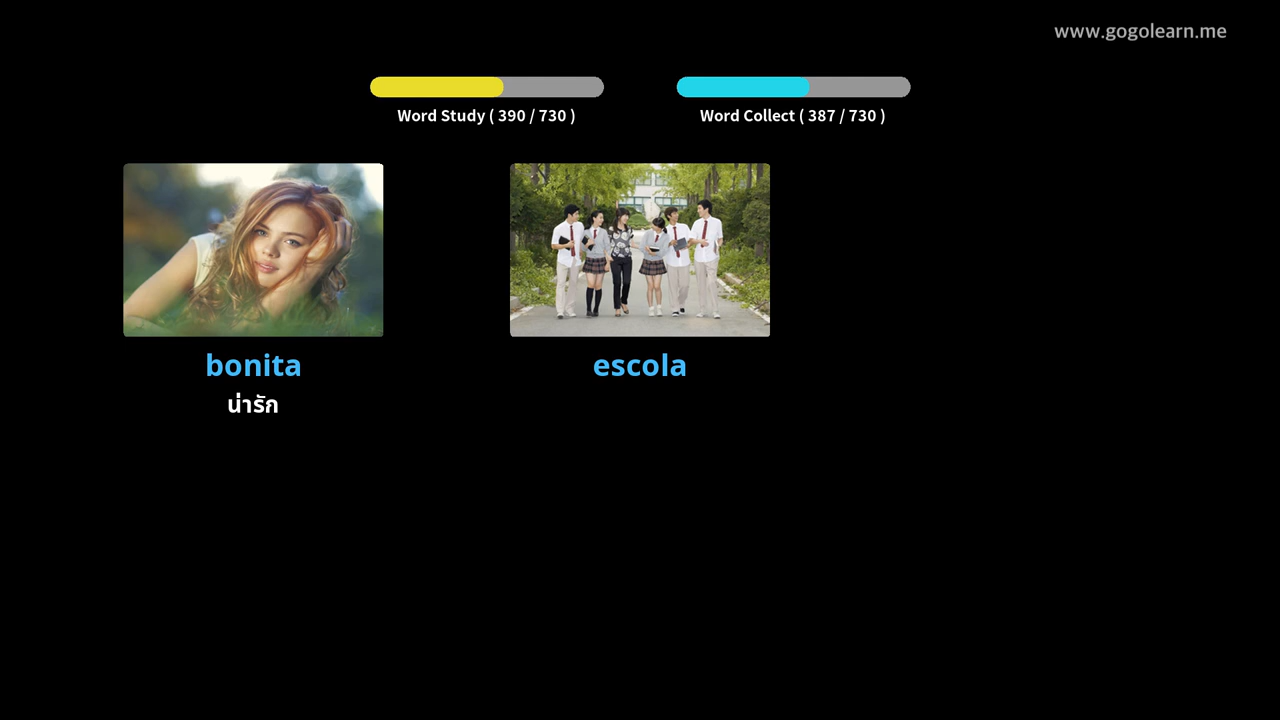 www.gogolearn.me
Word Study ( 390 / 730 )
Word Collect ( 387 / 730 )
bonita
escola
น่ารัก